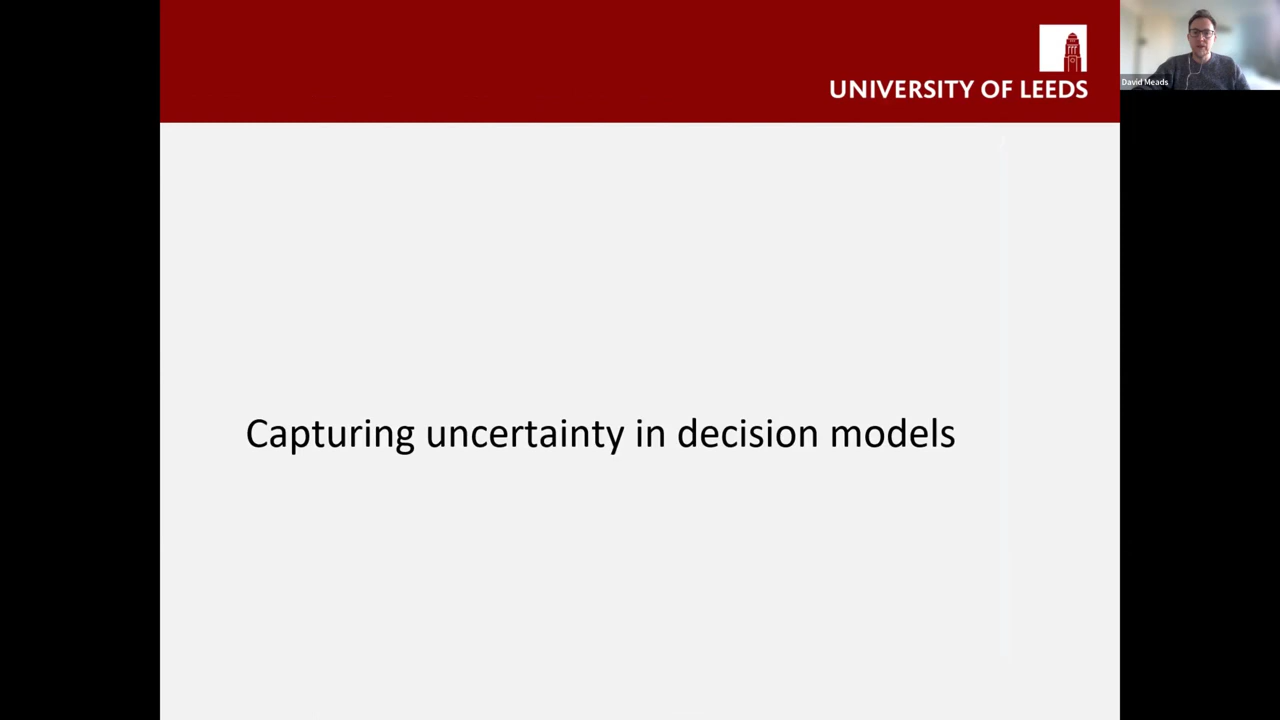 UNIVERSITY OF LEEDS
David Meads
Capturing uncertainty in decision models